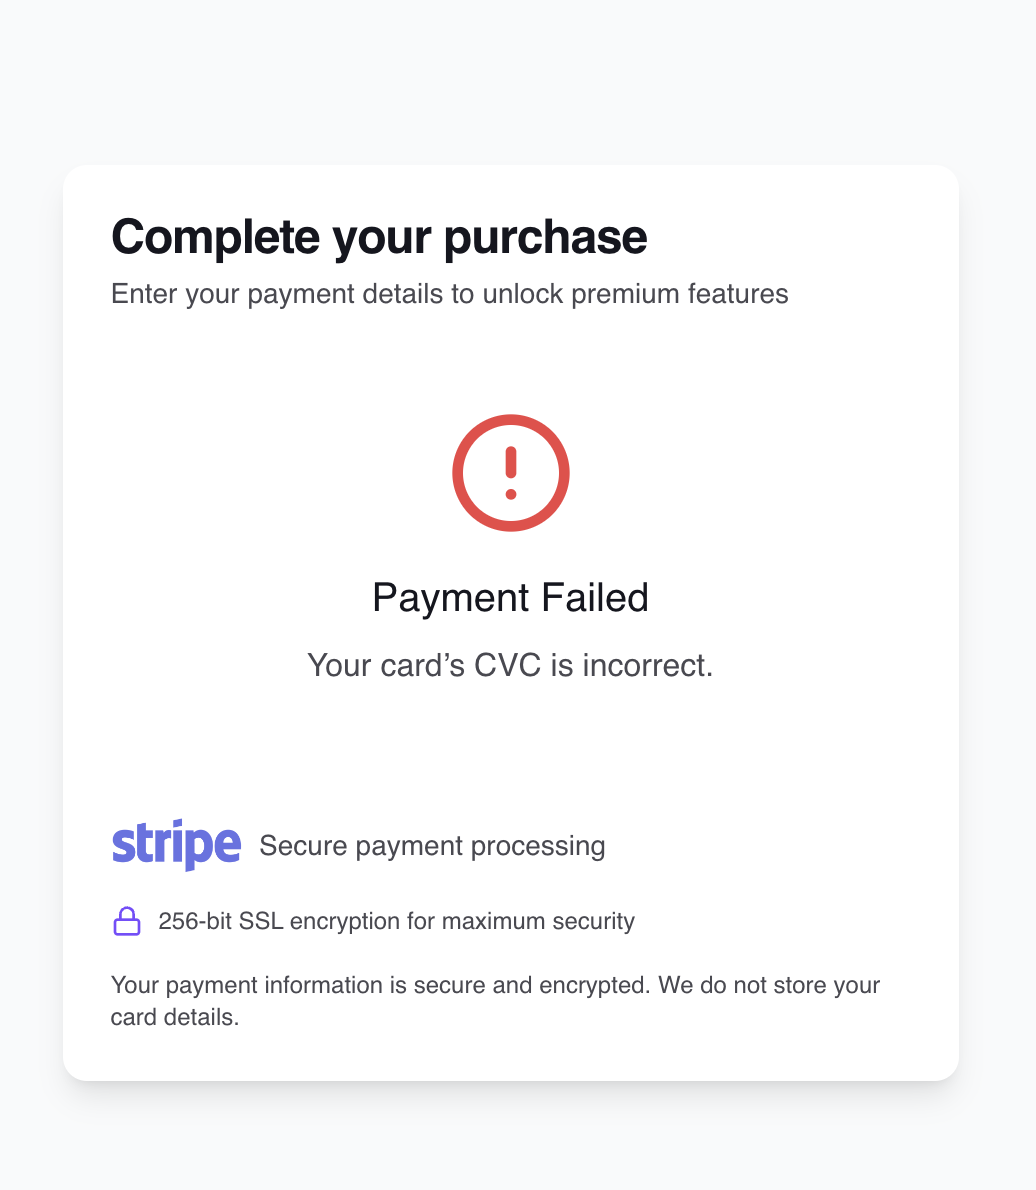 Complete your purchase
Enter your payment details to unlock premium features
Payment Failed
Your card’s CVC is incorrect.
stripe Secure payment processing
256-bit SSL encryption for maximum security
Your payment information is secure and encrypted. We do not store your
card details.